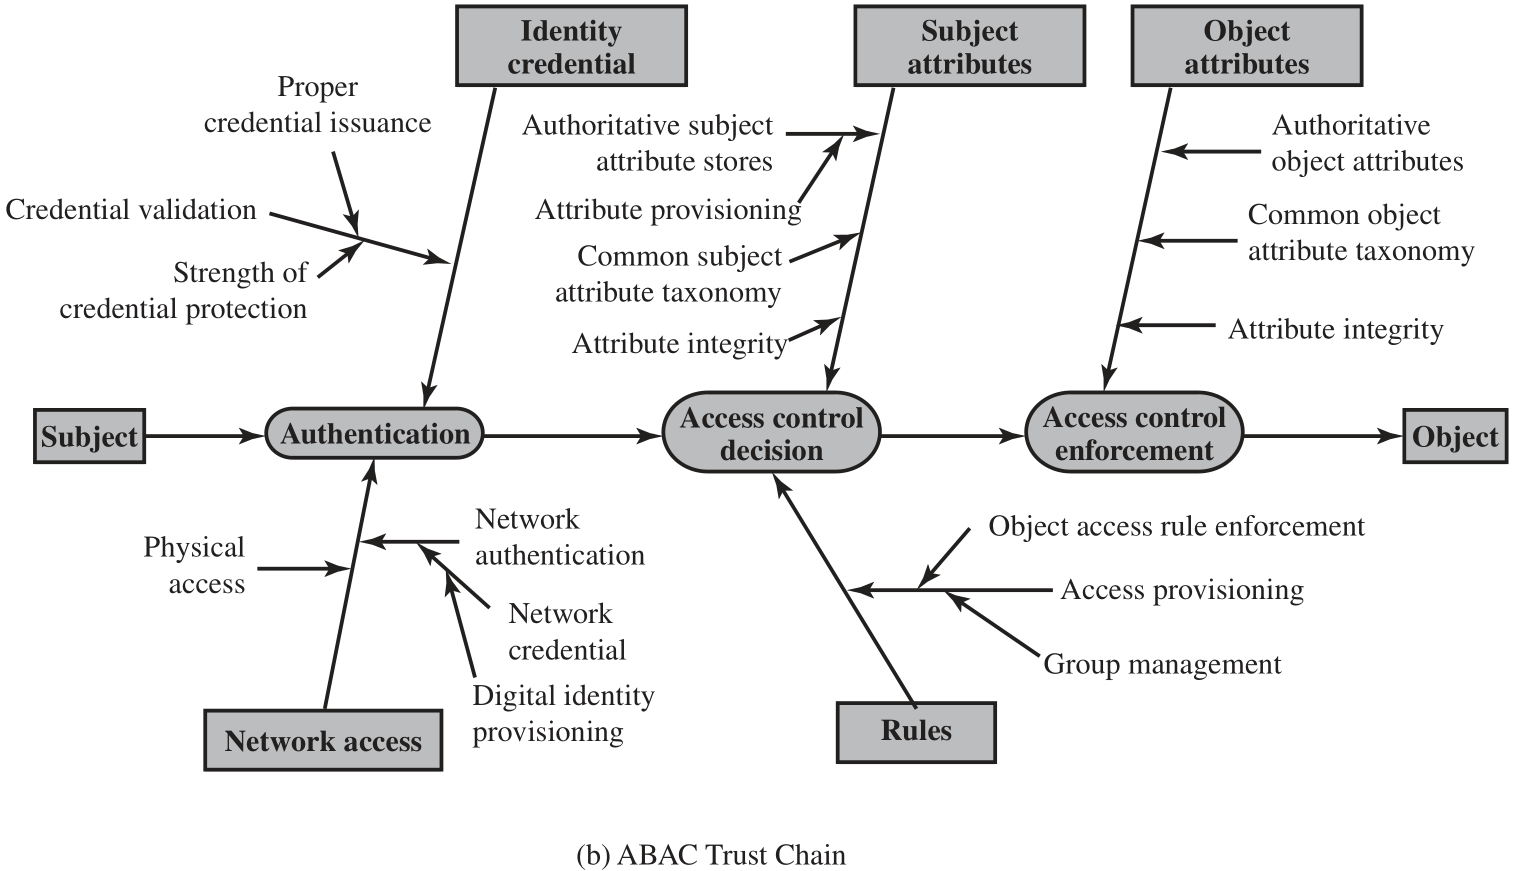 Identity
credential
Subject
attributes
Object
attributes
Proper
credential issuance
Credential validation
Strength of
credential protection
Authoritative subject
attribute stores
Attribute provisioning
Common subject
attribute taxonomy
Attribute integrity
Authoritative
object attributes
Common object
attribute taxonomy
Attribute integrity
Subject
Authentication
Access control
decision
Access control
enforcement
Object
Physical
access
Network
authentication
Network
credential
Digital identity
provisioning
Network access
Object access rule enforcement
Access provisioning
Group management
Rules
(b) ABAC Trust Chain